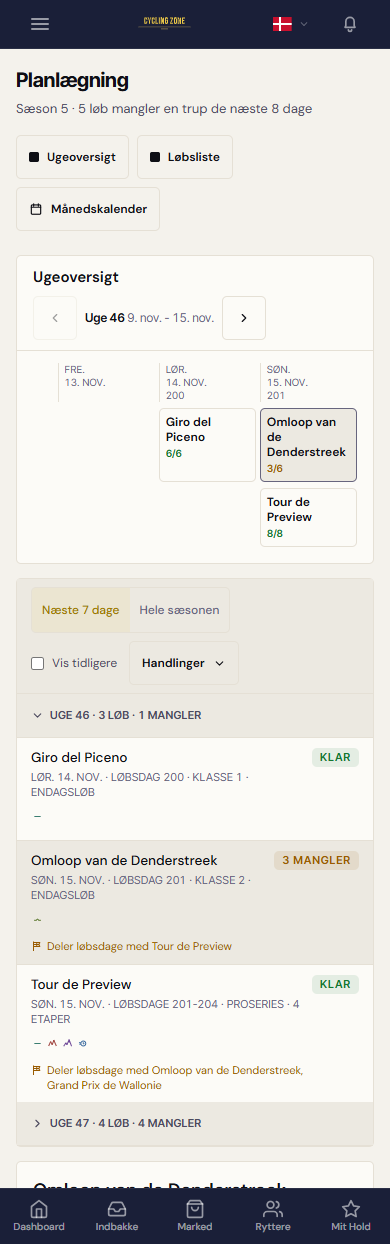 CYCLING ZONE
Planlægning
Sæson 5 · 5 løb mangler en trup de næste 8 dage
Ugeoversigt
Løbsliste
Månedskalender
Ugeoversigt
Uge 46 9. nov. - 15. nov.
FRE.
13. NOV.
LØR.
14. NOV.
200
SØN.
15. NOV.
201
Giro del
Piceno
6/6
Omloop van
de
Denderstreek
3/6
Tour de
Preview
8/8
Næste 7 dage
Hele sæsonen
Vis tidligere
Handlinger
UGE 46 · 3 LØB · 1 MANGLER
Giro del Piceno
KLAR
LØR. 14. NOV. · LØBSDAG 200 · KLASSE 1 ·
ENDAGSLØB
Omloop van de Denderstreek
3 MANGLER
SØN. 15. NOV. · LØBSDAG 201 · KLASSE 2 ·
ENDAGSLØB
Deler løbsdage med Tour de Preview
Tour de Preview
KLAR
SØN. 15. NOV. · LØBSDAGE 201-204 · PROSERIES · 4
ETAPER
Deler løbsdage med Omloop van de Denderstreek,
Grand Prix de Wallonie
UGE 47 · 4 LØB · 4 MANGLER
Omloop van de Denderstreek
Dashboard
Indbakke
Marked
Ryttere
Mit Hold